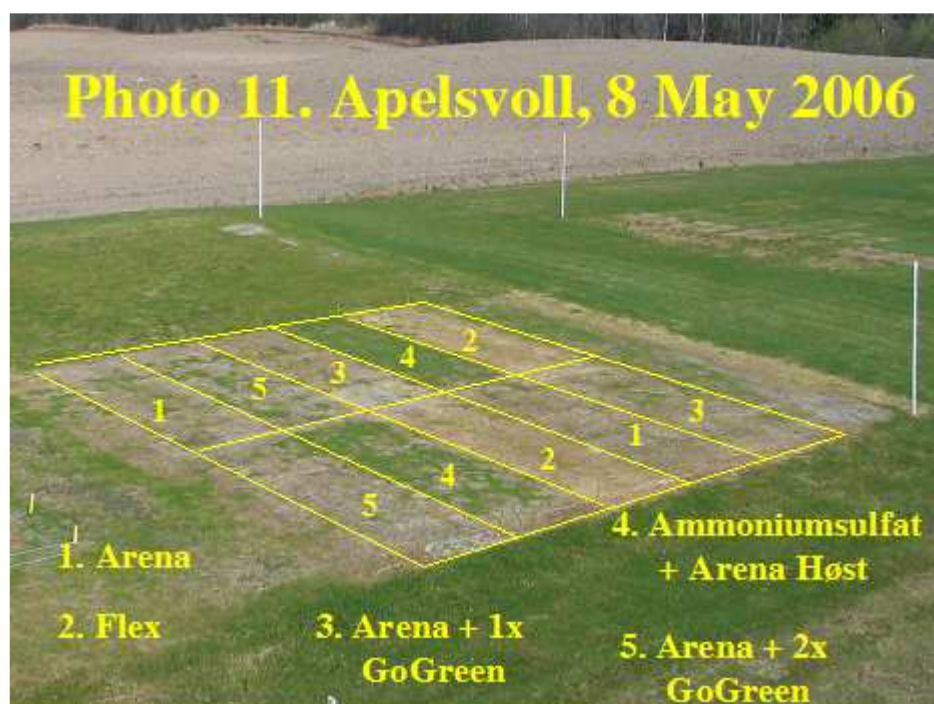 Photo 11. Apelsvoll, 8 May 2006
2
4
3
5
1
3
1
2
4
5
1. Arena
2. Flex
3. Arena + 1x
GoGreen
4. Ammoniumsulfat
+ Arena Høst
5. Arena + 2x
GoGreen